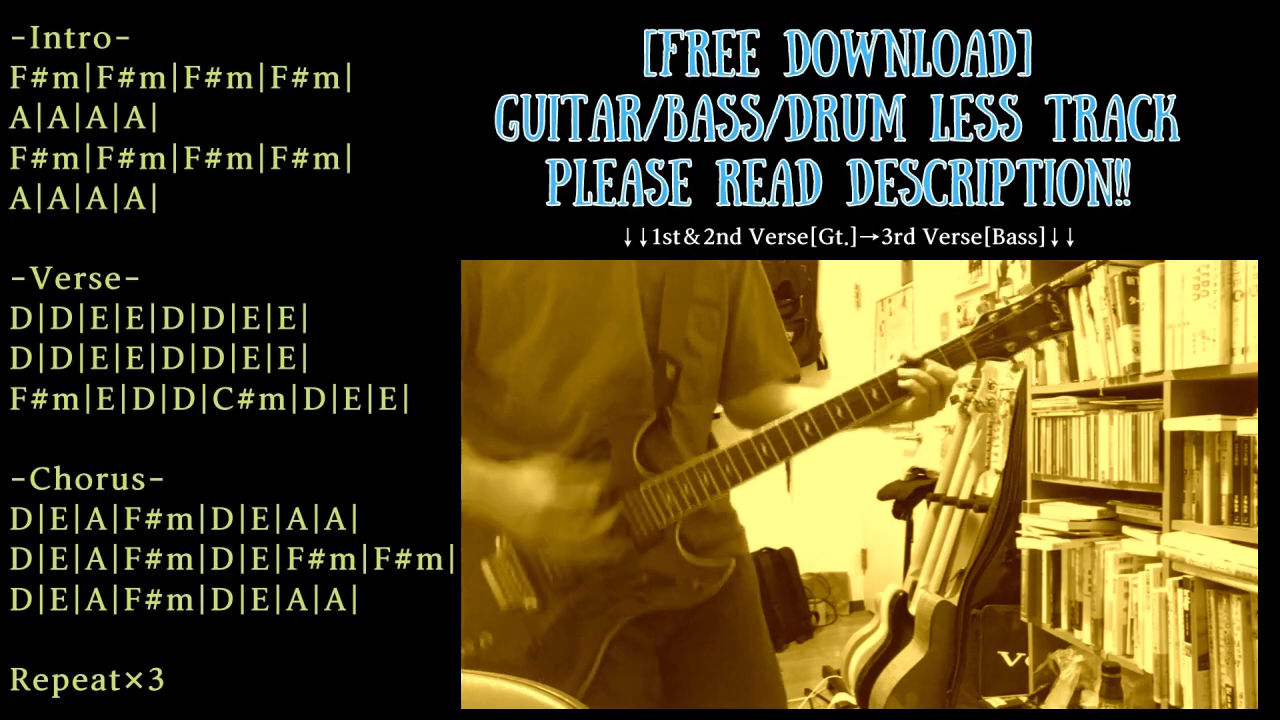 -Intro-
F#m|F#m|F#m|F#m|
A|A|A|A|
F#m|F#m|F#m|F#m|
A|A|A|A|
-Verse-
D|D|E|E|D|D|E|E|
D|D|E|E|D|D|E|E|
F#m|E|D|D|C#m|D|E|E|
-Chorus-
D|E|A|F#m|D|E|A|A|
D|E|A|F#m|D|E|F#m|F#m|
D|E|A|F#m|D|E|A|A|
Repeat×3
[FREE DOWNLOAD]
GUITAR/BASS/DRUM LESS TRACK
PLEASE READ DESCRIPTION!!
↓↓1st&2nd Verse[Gt.]→3rd Verse[Bass]↓↓